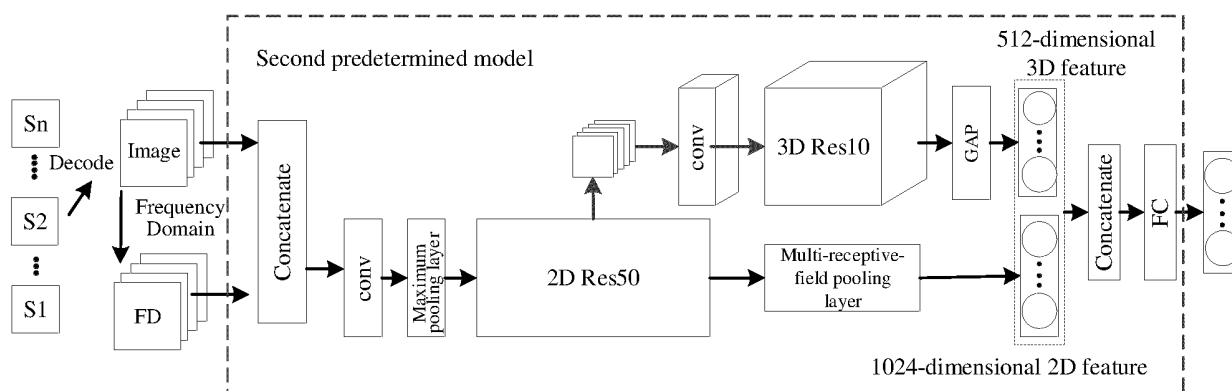 Second predetermined model
512-dimensional
3D feature
Sn
S2
S1
Decode
Image
Frequency
Domain
FD
Concatenate
conv
Maximum
pooling layer
2D Res50
conv
3D Res10
GAP
Multi-receptive-
field pooling
layer
Concatenate
FC
1024-dimensional 2D feature